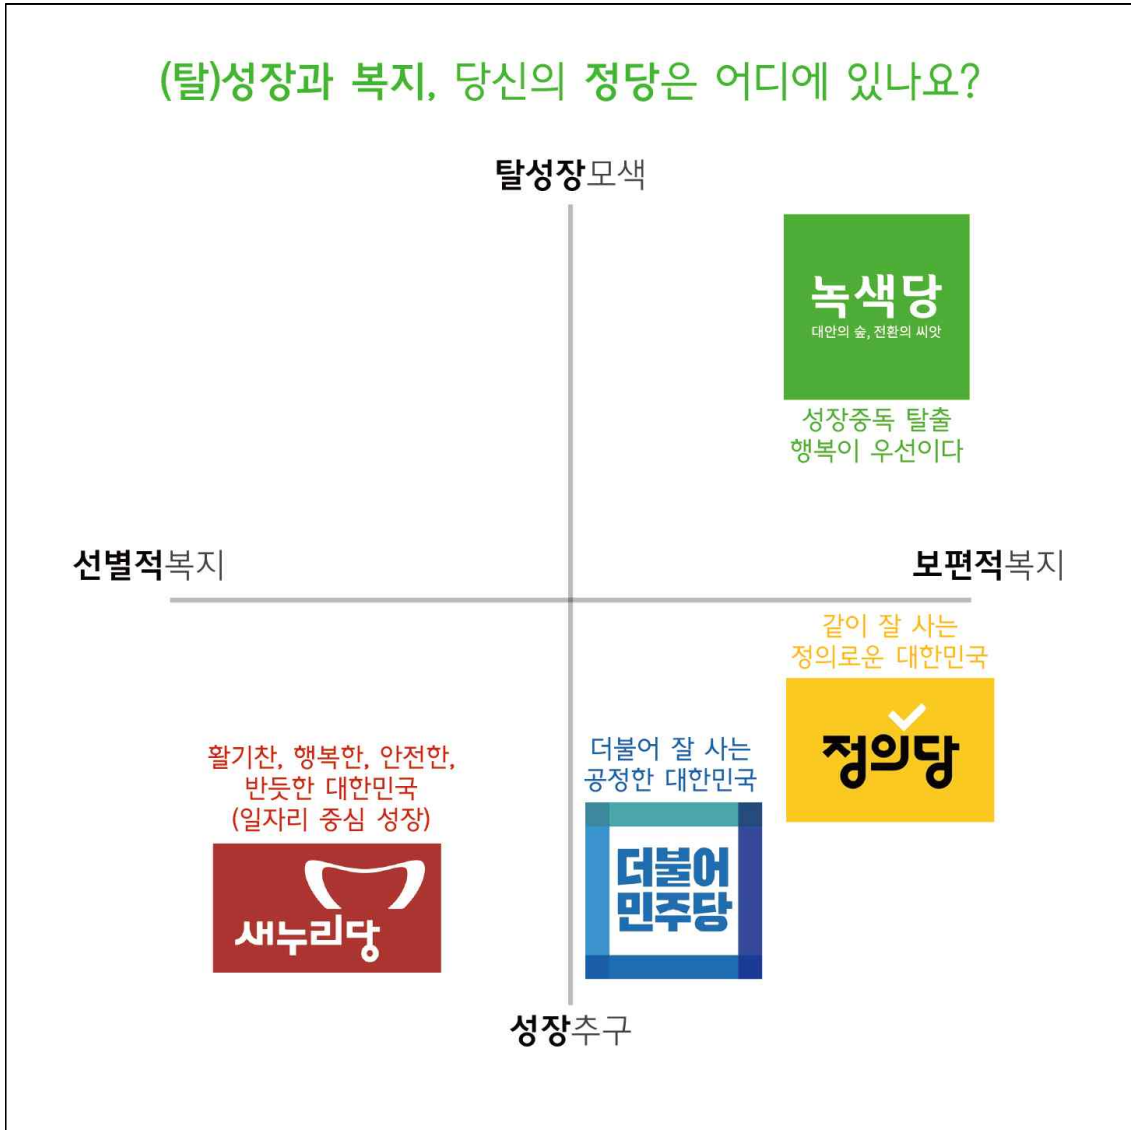 (탈)성장과 복지, 당신의 정당은 어디에 있나요?
탈성장모색
녹색당
대안의 숲, 전환의 씨앗
성장중독 탈출
행복이 우선이다
선별적복지
보편적복지
같이 잘 사는
정의로운 대한민국
정의당
더불어 잘 사는
공정한 대한민국
더불어
민주당
활기찬, 행복한, 안전한,
반듯한 대한민국
(일자리 중심 성장)
새누리당
성장추구